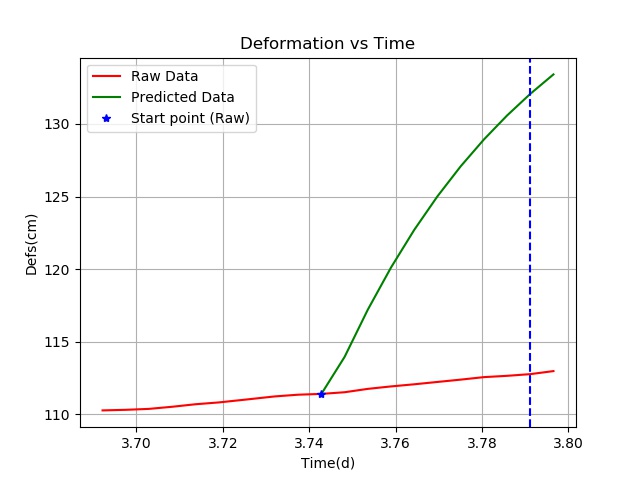 Deformation vs Time
Raw Data
Predicted Data
Start point (Raw)
Defs(cm)
130
125
120
115
110
3.70 3.72 3.74 3.76 3.78 3.80
Time(d)